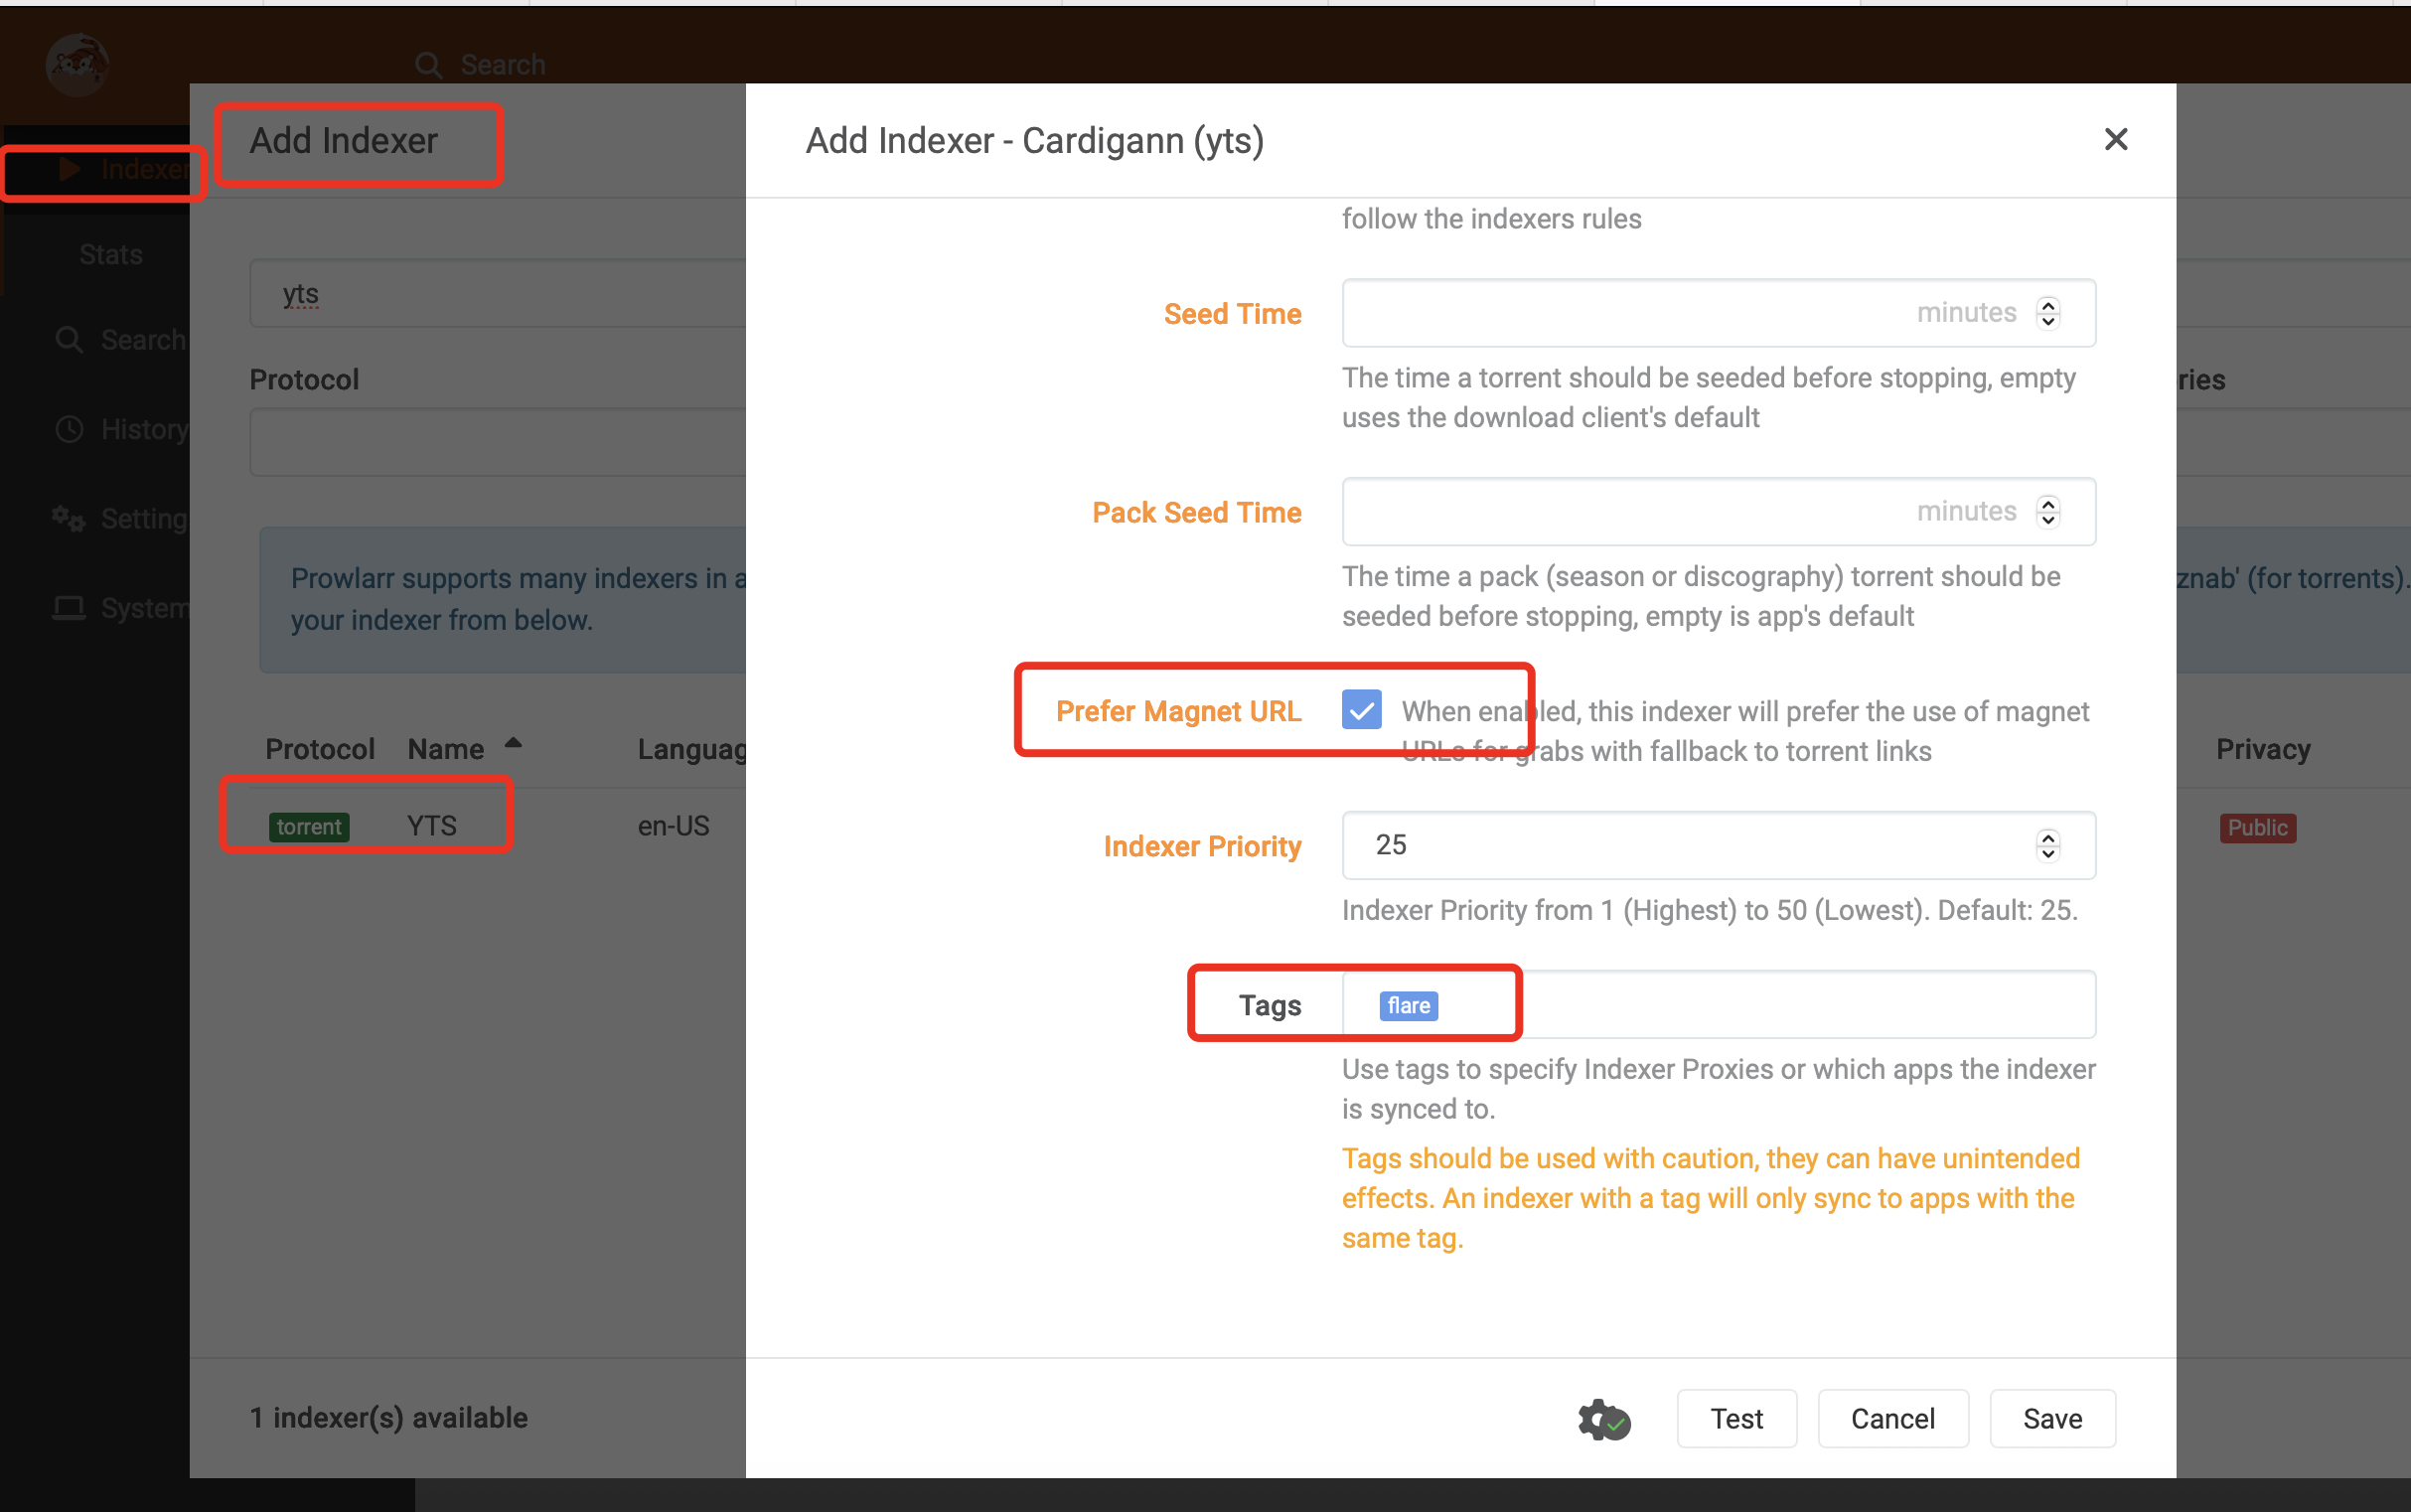 Search
Indexer
Stats
Search
History
Setting
System
Add Indexer
yts
Protocol
ries
Prowlarr supports many indexers in a
znab' (for torrents).
your indexer from below.
Protocol Name Languag
Privacy
torrent YTS en-US
Public
1 indexer(s) available
Add Indexer - Cardigann (yts)
follow the indexers rules
Seed Time
minutes
The time a torrent should be seeded before stopping, empty
uses the download client's default
Pack Seed Time
minutes
The time a pack (season or discography) torrent should be
seeded before stopping, empty is app's default
Prefer Magnet URL
When enabled, this indexer will prefer the use of magnet
URLs for grabs with fallback to torrent links
Indexer Priority
25
Indexer Priority from 1 (Highest) to 50 (Lowest). Default: 25.
Tags
flare
Use tags to specify Indexer Proxies or which apps the indexer
is synced to.
Tags should be used with caution, they can have unintended
effects. An indexer with a tag will only sync to apps with the
same tag.
Test
Cancel
Save